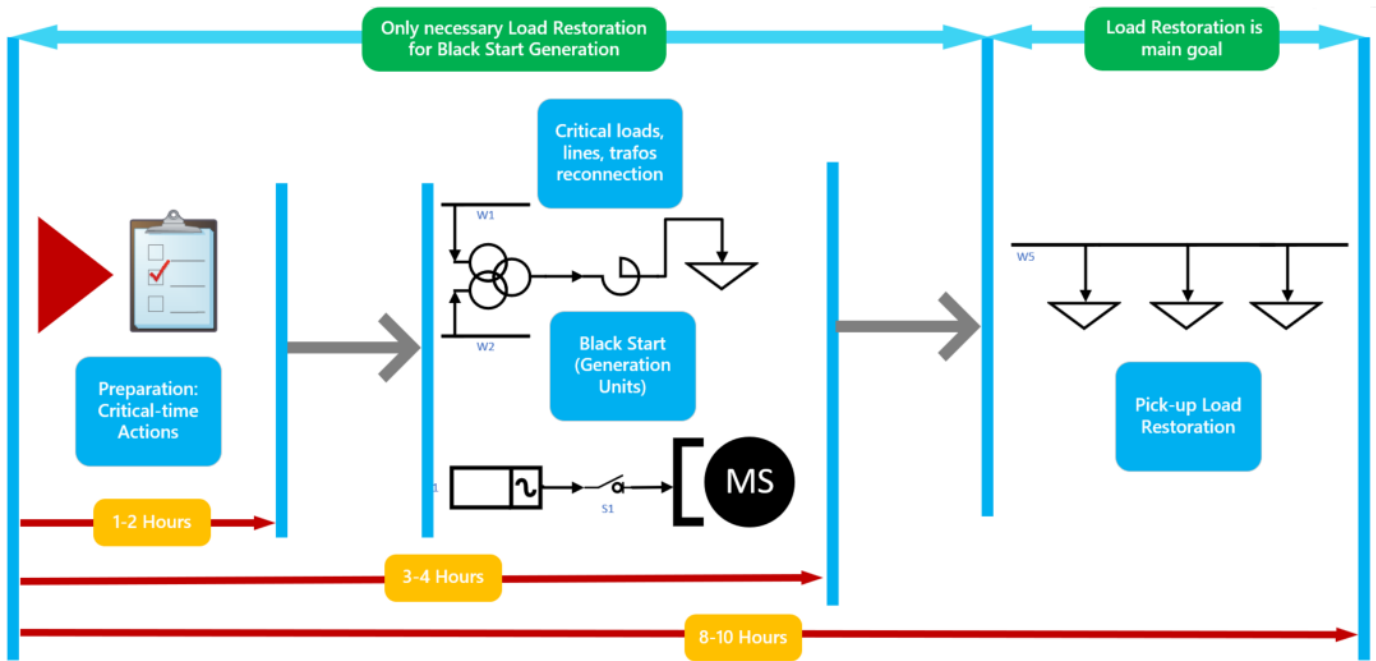 Only necessary Load Restoration
for Black Start Generation
Load Restoration is
main goal
Critical loads,
lines, trafos
reconnection
W1
W2
Black Start
(Generation
Units)
Preparation:
Critical-time
Actions
W5
Pick-up Load
Restoration
1
S1
MS
1-2 Hours
3-4 Hours
8-10 Hours